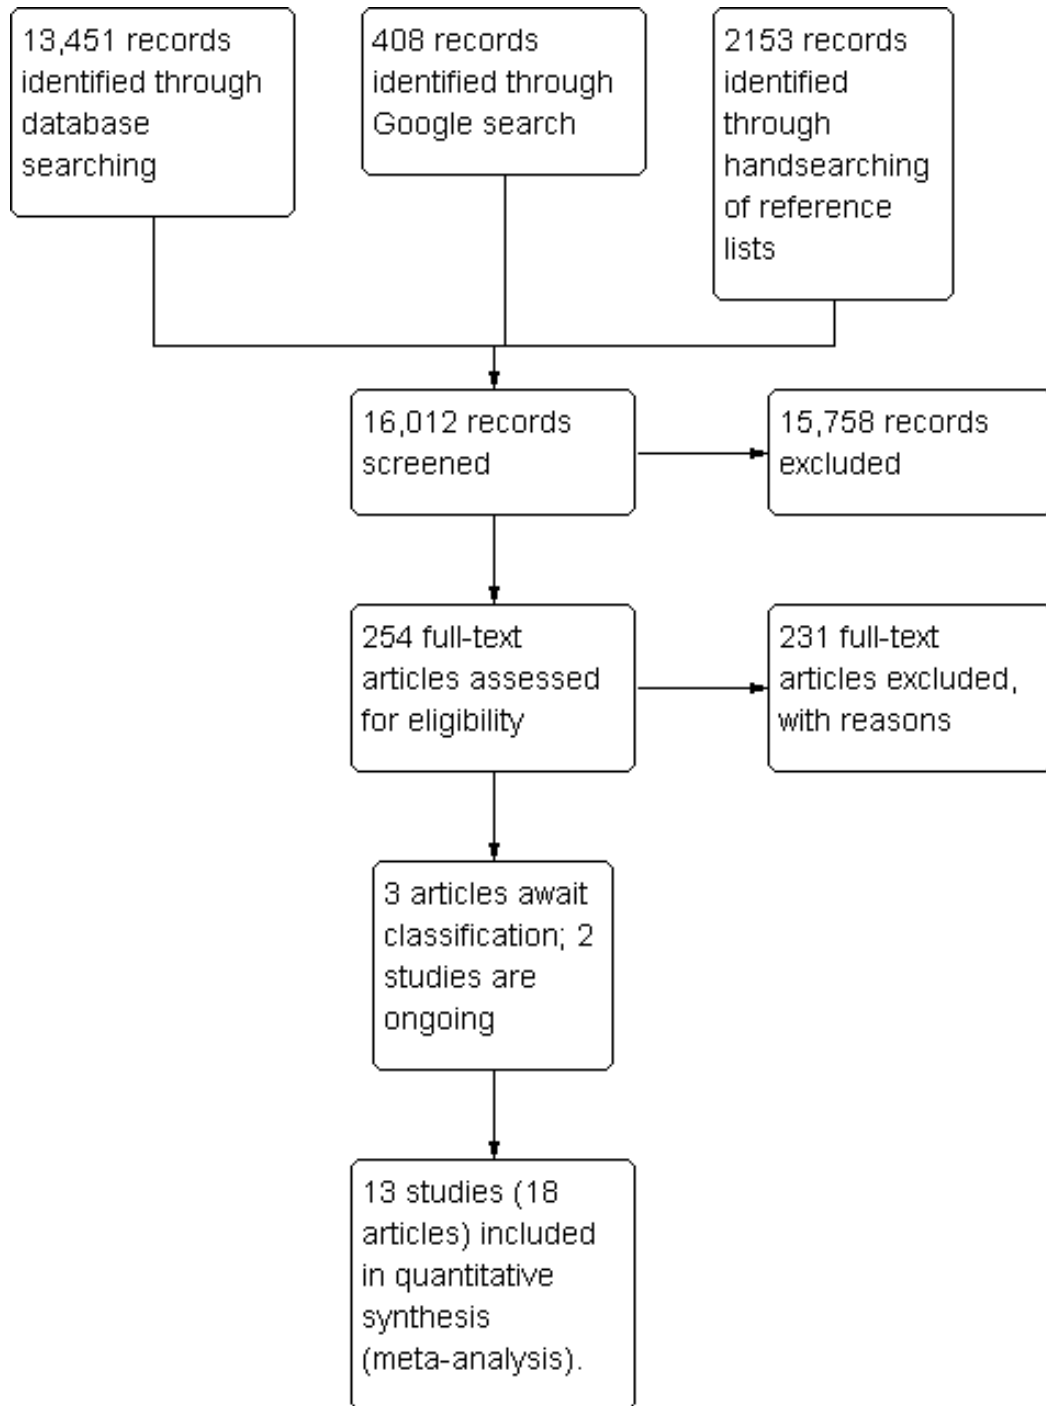 13,451 records
identified through
database
searching
408 records
identified through
Google search
2153 records
identified
through
handsearching
of reference
lists
16,012 records
screened
15,758 records
excluded
254 full-text
articles assessed
for eligibility
231 full-text
articles excluded,
with reasons
3 articles await
classification; 2
studies are
ongoing
13 studies (18
articles) included
in quantitative
synthesis
(meta-analysis).